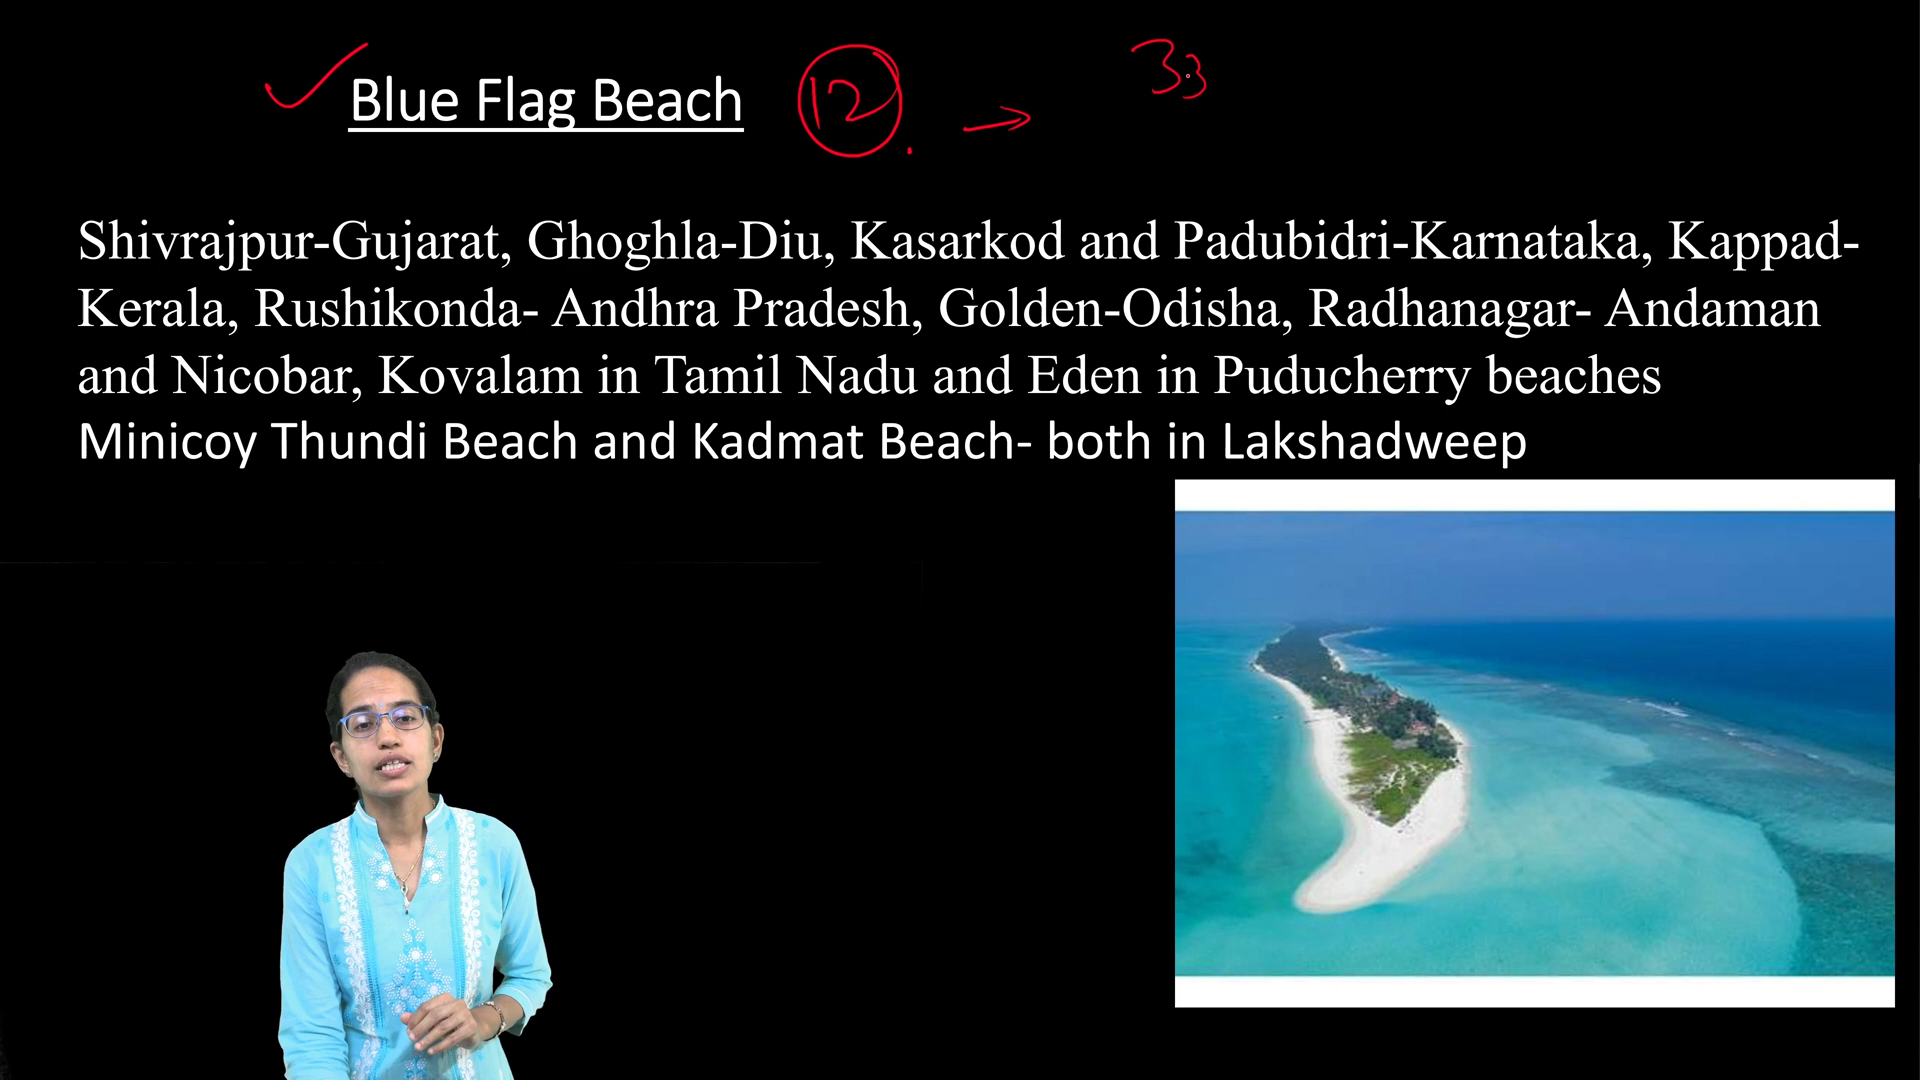 Blue Flag Beach 12. → 33
Shivrajpur-Gujarat, Ghoghla-Diu, Kasarkod and Padubidri-Karnataka, Kappad-
Kerala, Rushikonda- Andhra Pradesh, Golden-Odisha, Radhanagar- Andaman
and Nicobar, Kovalam in Tamil Nadu and Eden in Puducherry beaches
Minicoy Thundi Beach and Kadmat Beach- both in Lakshadweep